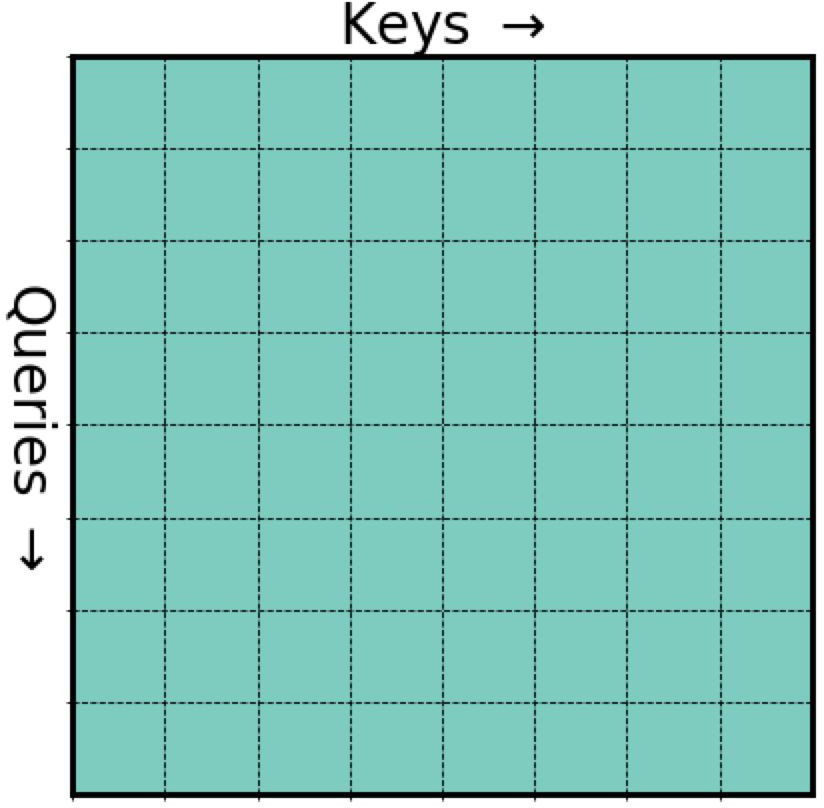 Keys →
Queries →